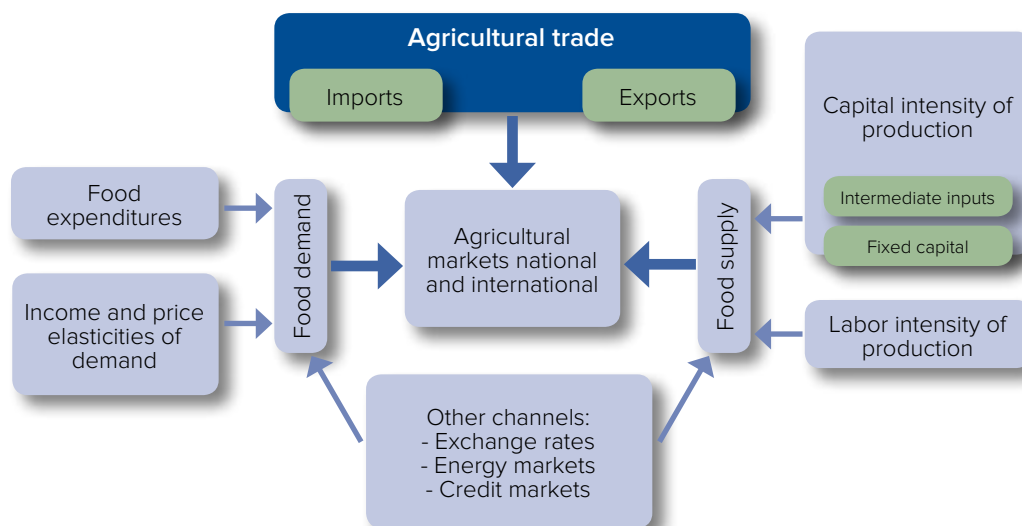 Agricultural trade
Imports
Exports
Food
expenditures
Income and price
elasticities of
demand
Food demand
Agricultural
markets national
and international
Food supply
Capital intensity of
production
Intermediate inputs
Fixed capital
Labor intensity of
production
Other channels:
- Exchange rates
- Energy markets
- Credit markets